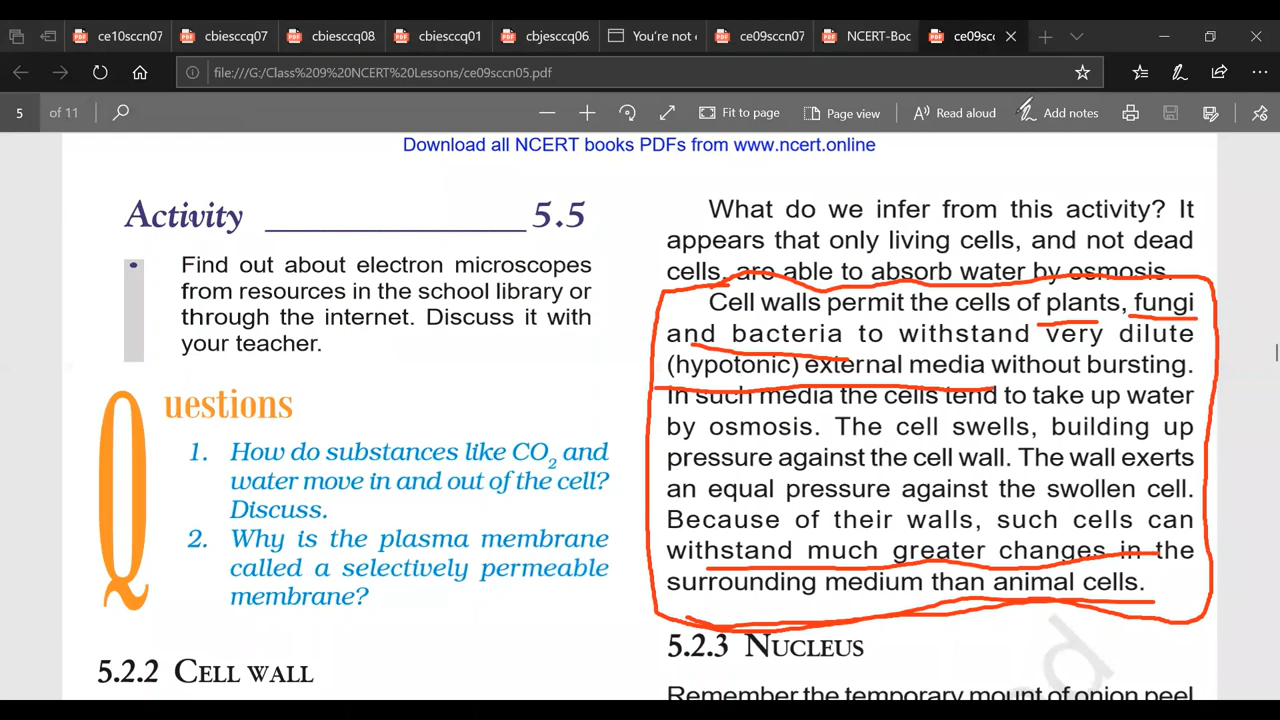 ce10sccn07
cbiesccq07
cbiesccq08
cbiesccq01
cbjesccq06
You're not
ce09sccn07
NCERT-Boc
ce09scc
file:///G:/Class%209%20NCERT%20Lessons/ce09sccn05.pdf
5 of 11
Fit to page
Page view
Read aloud
Add notes
Download all NCERT books PDFs from www.ncert.online
Activity 5.5
Find out about electron microscopes
from resources in the school library or
through the internet. Discuss it with
your teacher.
Questions
1. How do substances like CO2 and
water move in and out of the cell?
Discuss.
2. Why is the plasma membrane
called a selectively permeable
membrane?
5.2.2 CELL WALL
What do we infer from this activity? It
appears that only living cells, and not dead
cells, are able to absorb water by osmosis.
Cell walls permit the cells of plants, fungi
and bacteria to withstand very dilute
(hypotonic) external media without bursting.
In such media the cells tend to take up water
by osmosis. The cell swells, building up
pressure against the cell wall. The wall exerts
an equal pressure against the swollen cell.
Because of their walls, such cells can
withstand much greater changes in the
surrounding medium than animal cells.
5.2.3 NUCLEUS
Remember the temporary mount of onion peel